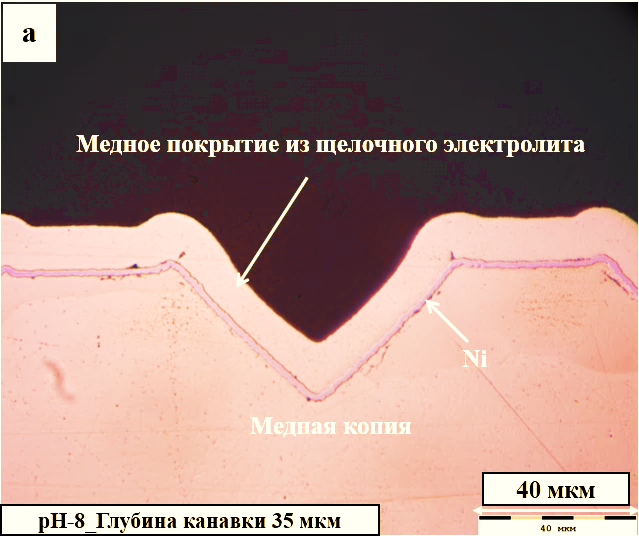 а
Медное покрытие из щелочного электролита
Ni
Медная копия
40 мкм
40 мкм
pH-8_Глубина канавки 35 мкм